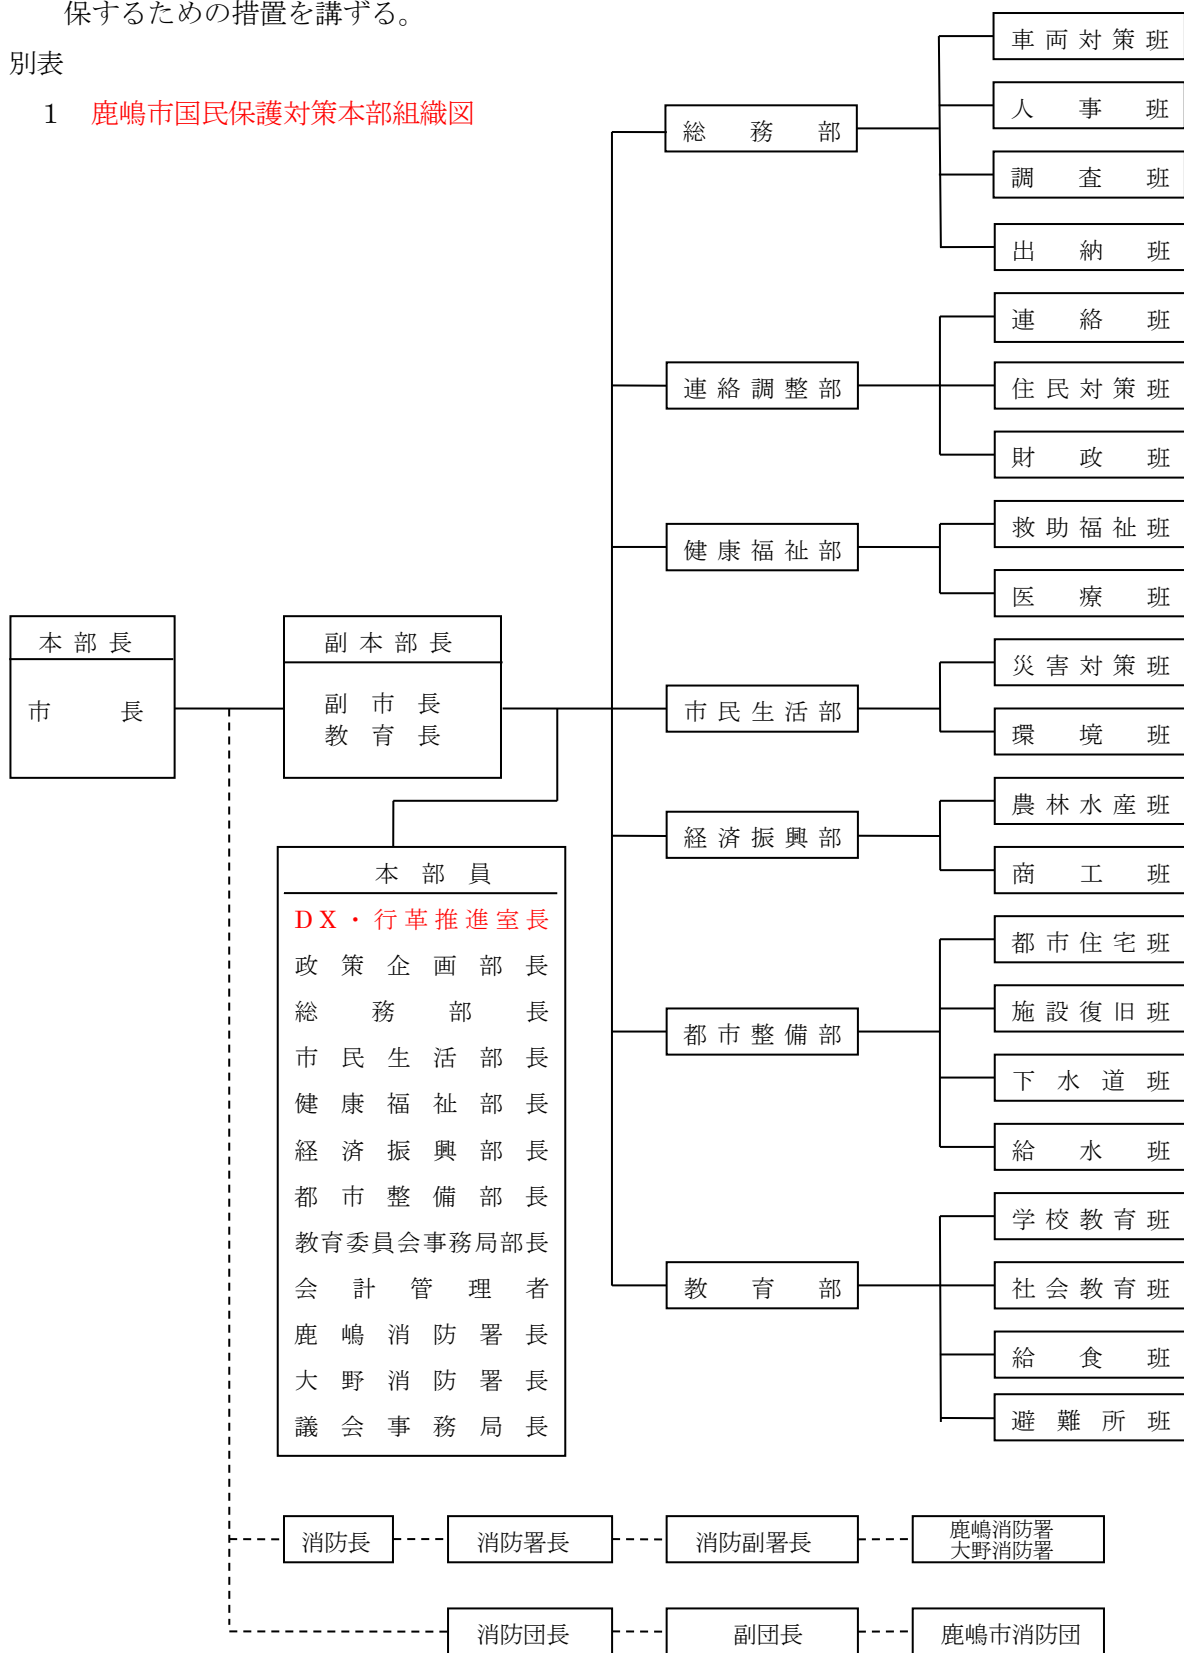 保するための措置を講ずる。
別表
1 鹿嶋市国民保護対策本部組織図
本部長
市長
副本部長
副市長
教育長
本部員
DX・行革推進室長
政策企画部長
総務部長
市民生活部長
健康福祉部長
経済振興部長
都市整備部長
教育委員会事務局部長
会計管理者
鹿嶋消防署長
大野消防署長
議会事務局長
総務部
車両対策班
人事班
調査班
出納班
連絡調整部
連絡班
住民対策班
財政班
健康福祉部
救助福祉班
医療班
市民生活部
災害対策班
環境班
経済振興部
農林水産班
商工班
都市整備部
都市住宅班
施設復旧班
下水道班
給水班
教育部
学校教育班
社会教育班
給食班
避難所班
消防長
消防署長
消防副署長
鹿嶋消防署
大野消防署
消防団長
副団長
鹿嶋市消防団